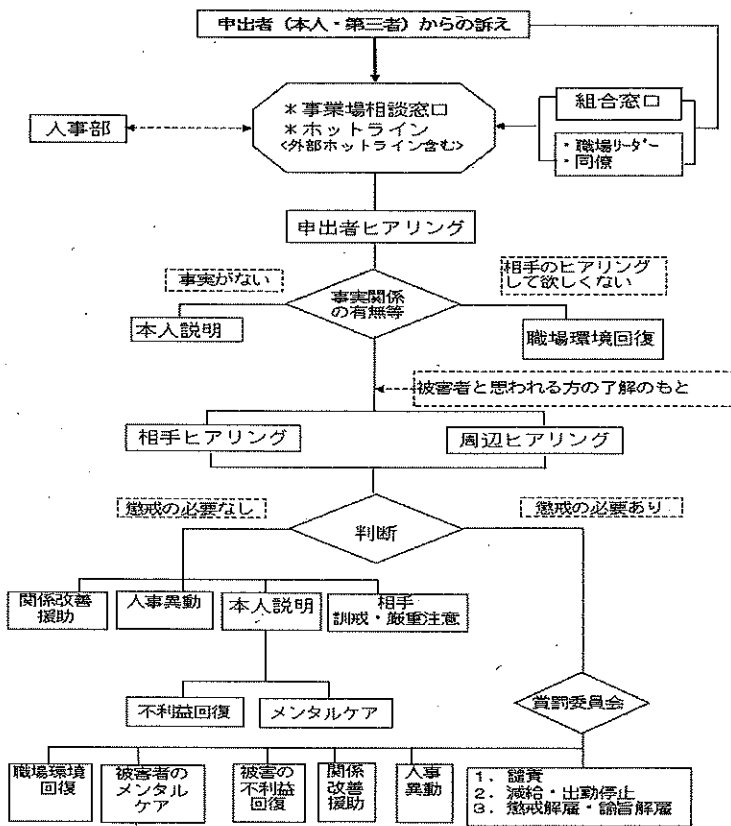 申出者（本人・第三者）からの訴え
人事部
＊事業場相談窓口
＊ホットライン
<外部ホットライン含む>
組合窓口
・職場リーダー
・同僚
申出者ヒアリング
事実がない
事実関係
の有無等
相手のヒアリング
して欲しくない
本人説明
職場環境回復
被害者と思われる方の了解のもと
相手ヒアリング
周辺ヒアリング
懲戒の必要なし
判断
懲戒の必要あり
関係改善
援助
人事異動
本人説明
相手
訓戒・厳重注意
不利益回復
メンタルケア
賞罰委員会
職場環境
回復
被害者の
メンタル
ケア
被害の
不利益
回復
関係
改善
援助
人事
異動
1. 譴責
2. 減給・出勤停止
3. 懲戒解雇・諭旨解雇